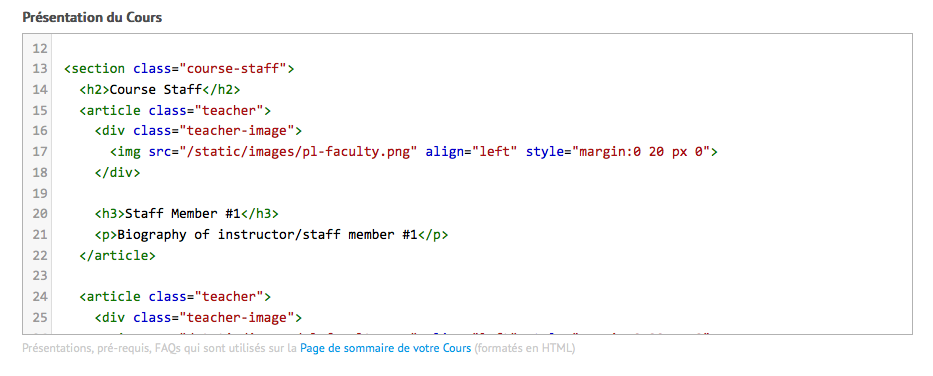 Présentation du Cours
12
13 <section class="course-staff">
14 <h2>Course Staff</h2>
15 <article class="teacher">
16 <div class="teacher-image">
17 <img src="/static/images/pl-faculty.png" align="left" style="margin:0 20 px 0">
18 </div>
19
20 <h3>Staff Member #1</h3>
21 <p>Biography of instructor/staff member #1</p>
22 </article>
23
24 <article class="teacher">
25 <div class="teacher-image">
Présentations, pré-requis, FAQs qui sont utilisés sur la Page de sommaire de votre Cours (formatés en HTML)